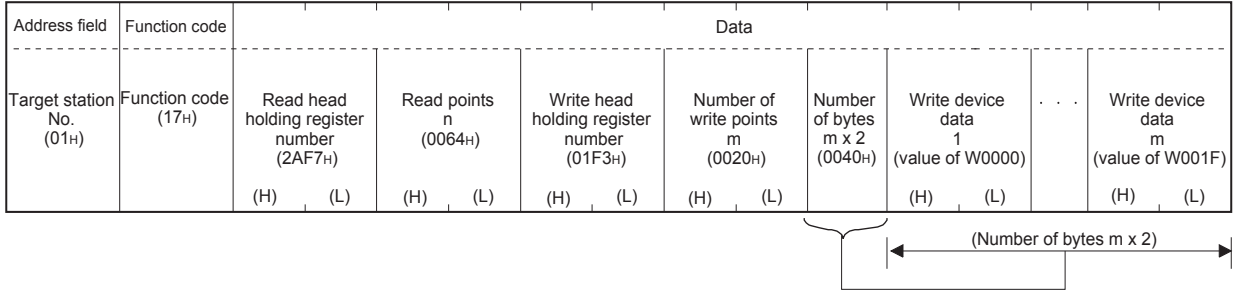 Address field
Function code
Data
Target station
No.
(01H)
Function code
(17H)
Read head
holding register
number
(2AF7H)
(H) (L)
Read points
n
(0064H)
(H) (L)
Write head
holding register
number
(01F3H)
(H) (L)
Number of
write points
m
(0020H)
(H) (L)
Number
of bytes
m x 2
(0040H)
Write device
data
1
(value of W0000)
(H) (L)
. . .
Write device
data
m
(value of W001F)
(H) (L)
(Number of bytes m x 2)